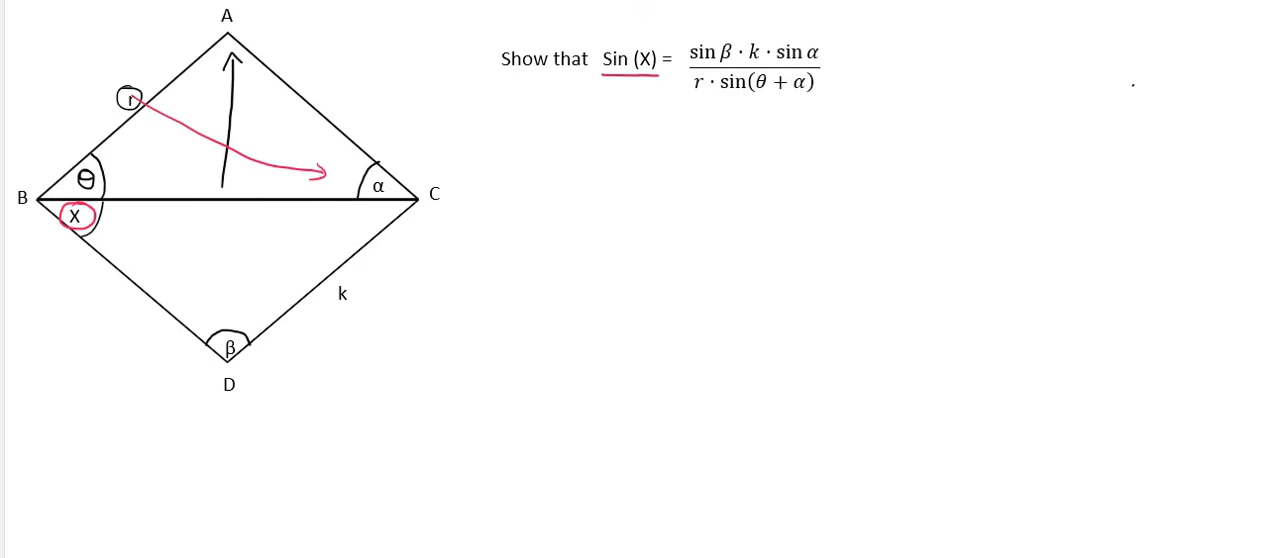 A
Show that Sin (X) = sin β · k · sin α
r · sin(θ + α)
r
θ
α
B
C
X
k
β
D